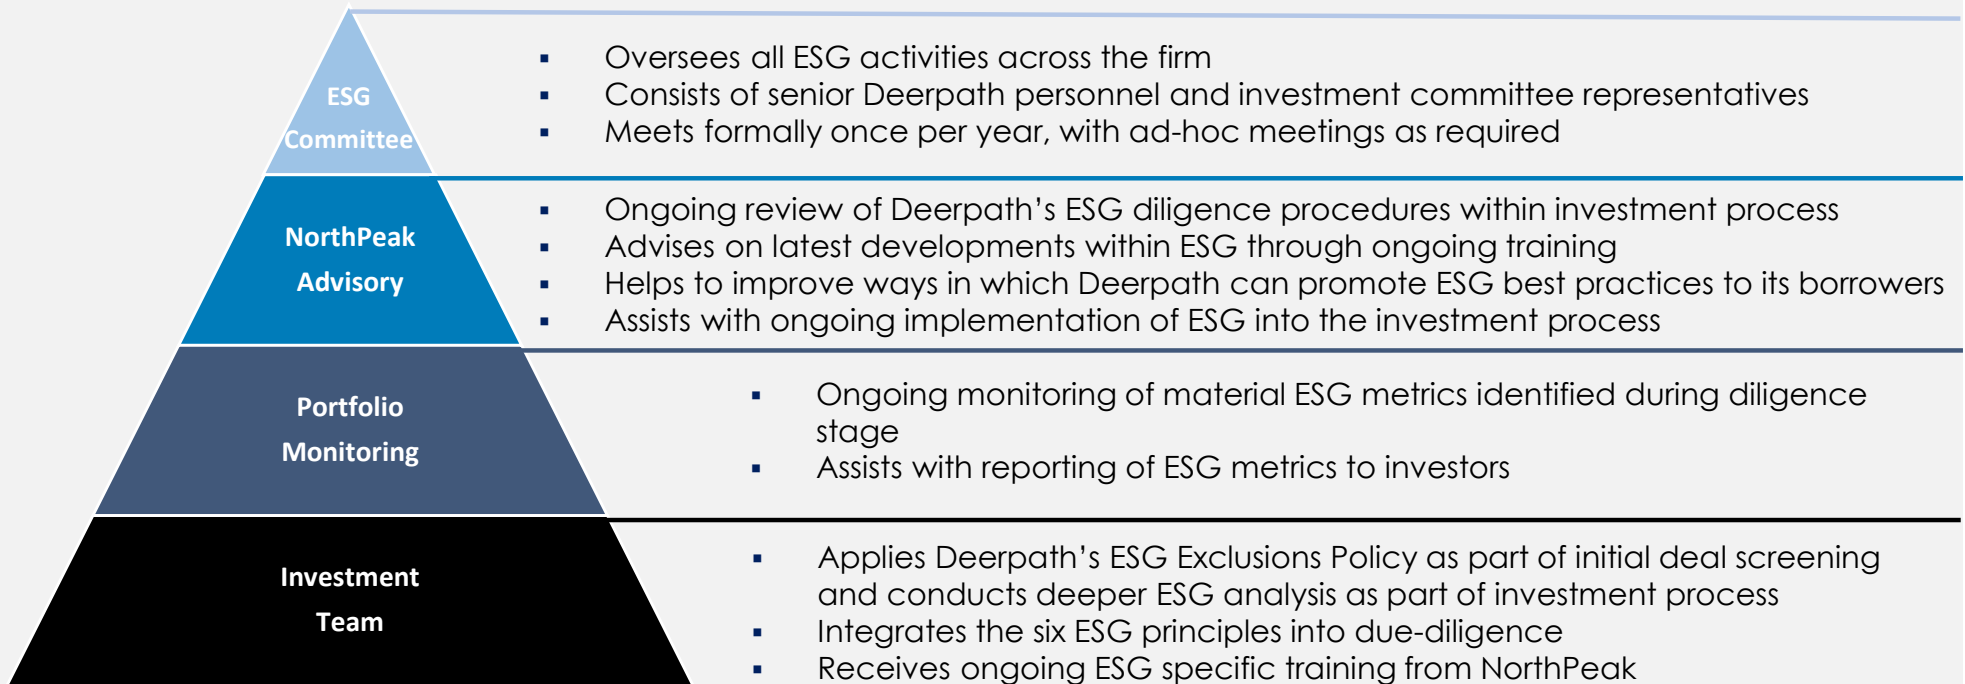 ESG
Committee
▪ Oversees all ESG activities across the firm
▪ Consists of senior Deerpath personnel and investment committee representatives
▪ Meets formally once per year, with ad-hoc meetings as required
NorthPeak
Advisory
▪ Ongoing review of Deerpath’s ESG diligence procedures within investment process
▪ Advises on latest developments within ESG through ongoing training
▪ Helps to improve ways in which Deerpath can promote ESG best practices to its borrowers
▪ Assists with ongoing implementation of ESG into the investment process
Portfolio
Monitoring
▪ Ongoing monitoring of material ESG metrics identified during diligence
stage
▪ Assists with reporting of ESG metrics to investors
Investment
Team
▪ Applies Deerpath’s ESG Exclusions Policy as part of initial deal screening
and conducts deeper ESG analysis as part of investment process
▪ Integrates the six ESG principles into due-diligence
▪ Receives ongoing ESG specific training from NorthPeak